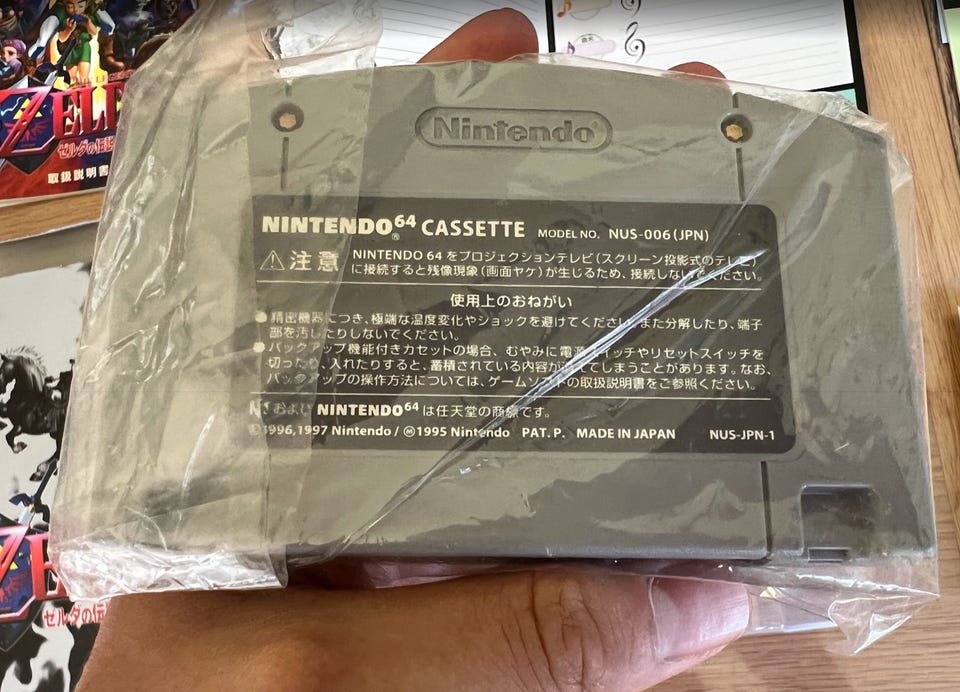 ゼルダの伝説
取扱説明書
Nintendo
NINTENDO64 CASSETTE MODEL NO. NUS-006(JPN)
⚠注意 NINTENDO 64 をプロジェクションテレビ(スクリーン投影式のテレビ)
に接続すると残像現象(画面ヤケ)が生じるため、接続しないでください。
使用上のおねがい
●精密機器につき、極端な温度変化やショックを避けてください。また分解したり、端子
部を汚したりしないでください。
●バックアップ機能付きカセットの場合、むやみに電源スイッチやリセットスイッチを
切ったり、入れたりすると、蓄積されている内容が消えてしまうことがあります。なお、
バックアップの操作方法については、ゲームソフトの取扱説明書をご参照ください。
および NINTENDO64 は任天堂の商標です。
©1996,1997 Nintendo/Ⓜ1995 Nintendo PAT. P. MADE IN JAPAN NUS-JPN-1
ゼルダの伝